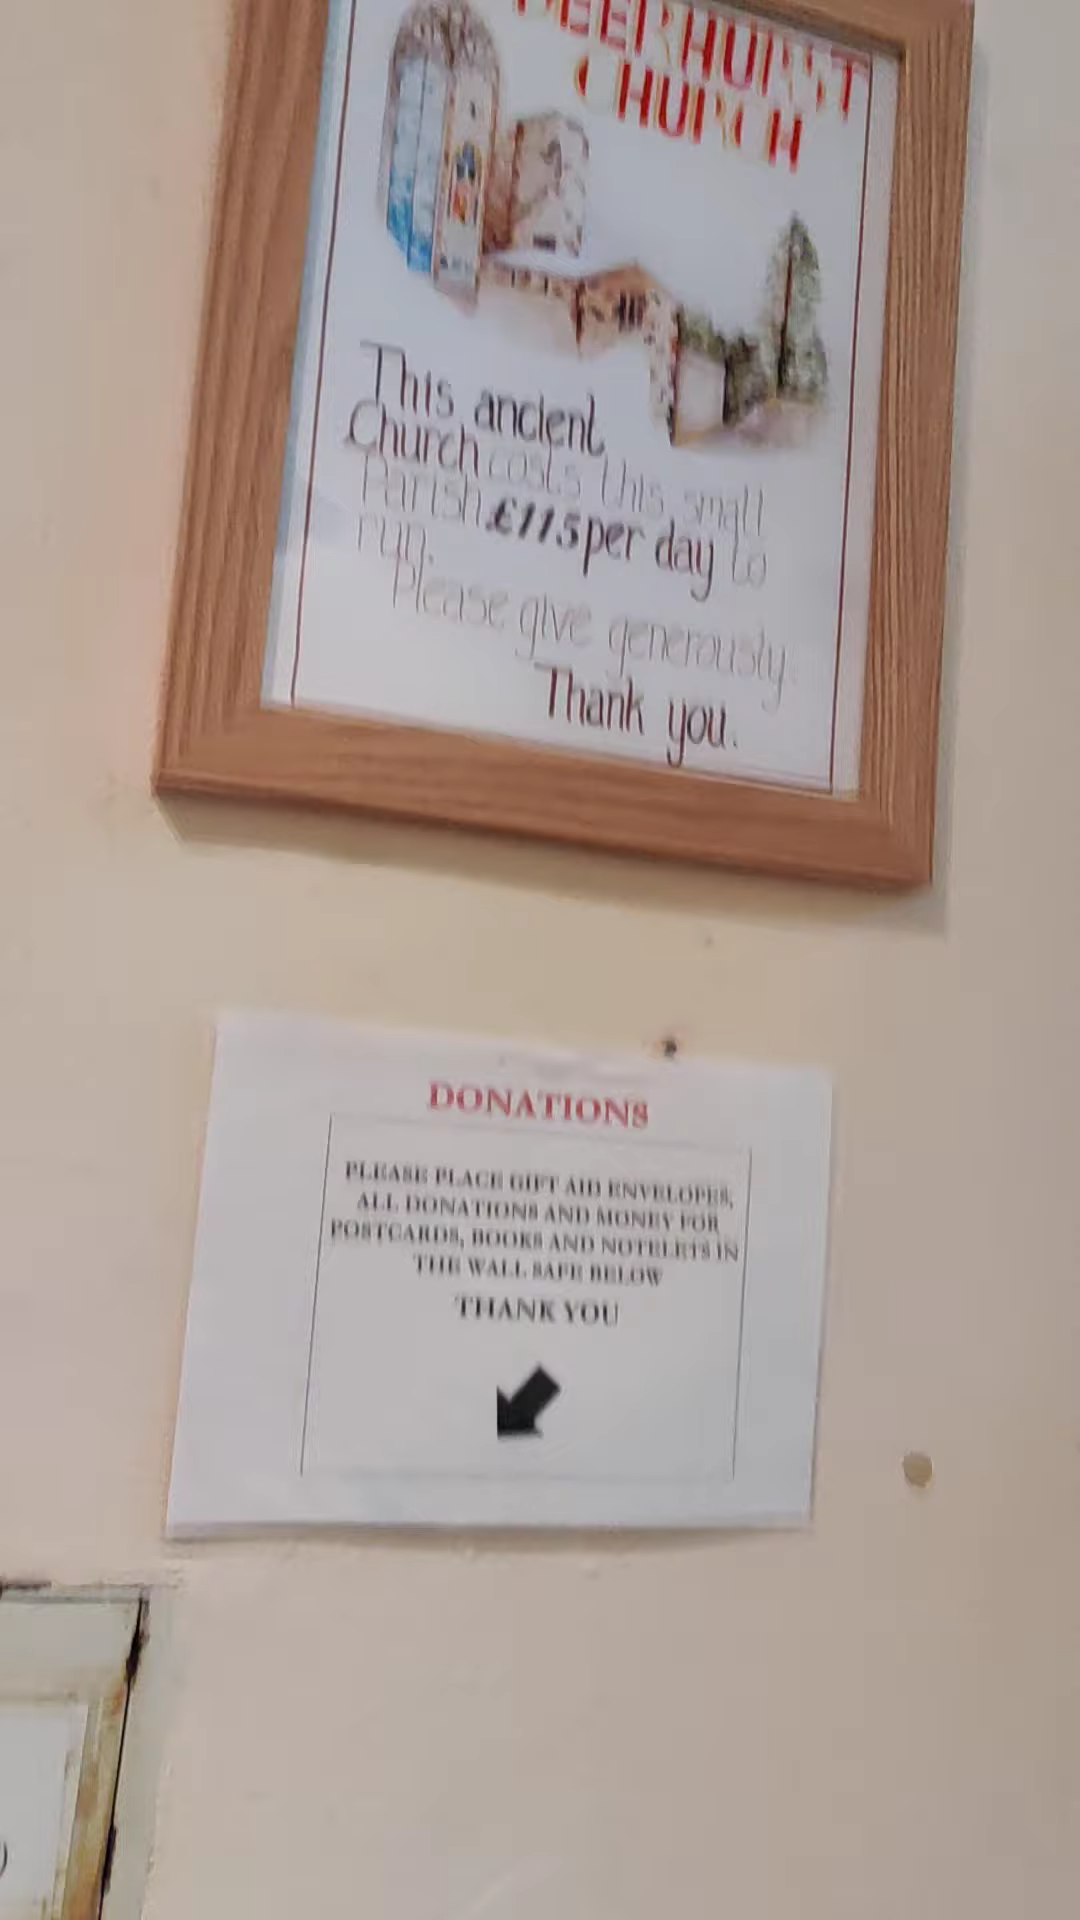 DEERHURST
CHURCH
This ancient
Church costs this small
Parish £115 per day to
run.
Please give generously.
Thank you.
DONATIONS
PLEASE PLACE GIFT AID ENVELOPES,
ALL DONATIONS AND MONEY FOR
POSTCARDS, BOOKS AND NOTELETS IN
THE WALL SAFE BELOW
THANK YOU